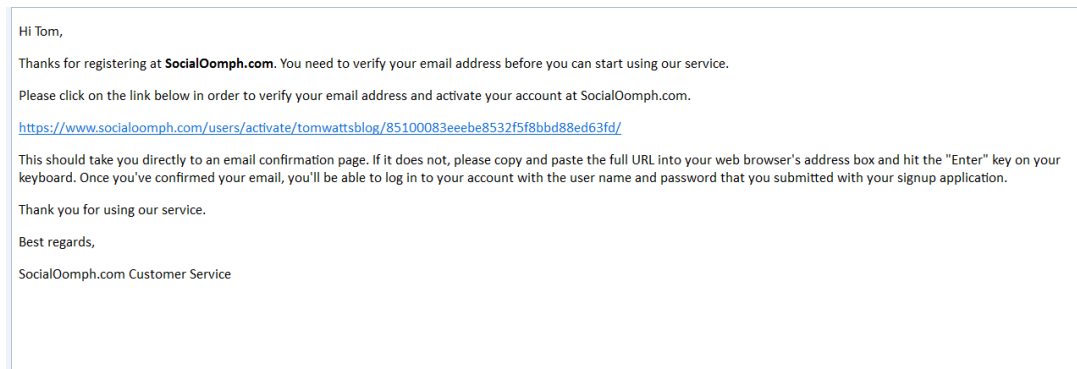 Hi Tom,
Thanks for registering at SocialOomph.com. You need to verify your email address before you can start using our service.
Please click on the link below in order to verify your email address and activate your account at SocialOomph.com.
https://www.socialoomph.com/users/activate/tomwattsblog/85100083eeebe8532f5f8bbd88ed63fd/
This should take you directly to an email confirmation page. If it does not, please copy and paste the full URL into your web browser's address box and hit the "Enter" key on your
keyboard. Once you've confirmed your email, you'll be able to log in to your account with the user name and password that you submitted with your signup application.
Thank you for using our service.
Best regards,
SocialOomph.com Customer Service